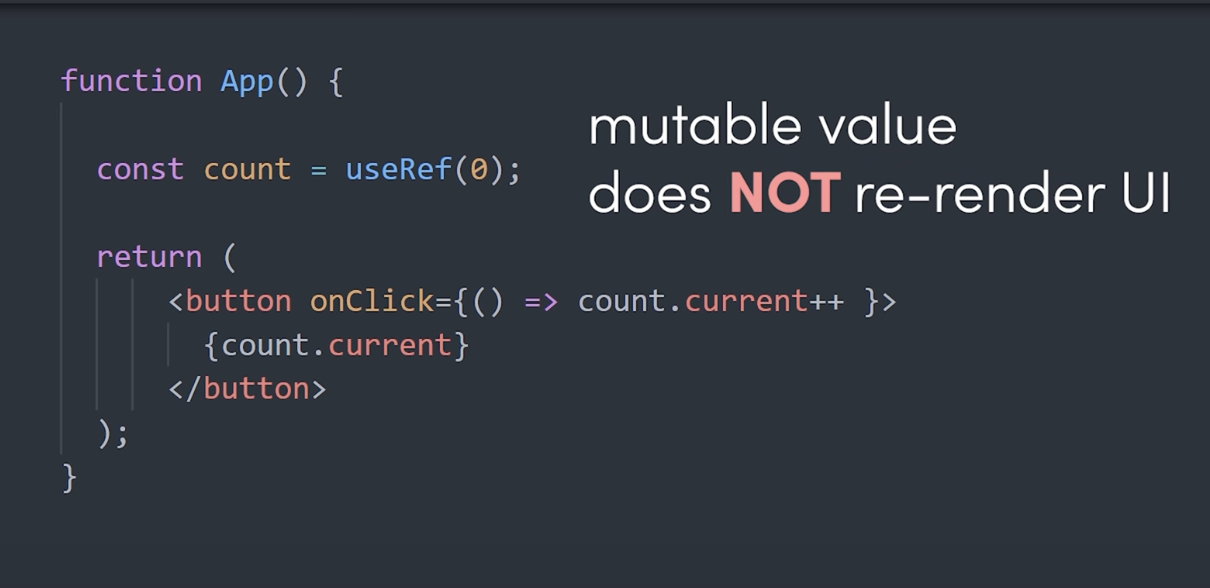 function App() {
mutable value
const count = useRef(0);
does NOT re-render UI
return (
<button onClick={() => count.current++ }>
{count.current}
</button>
);
}